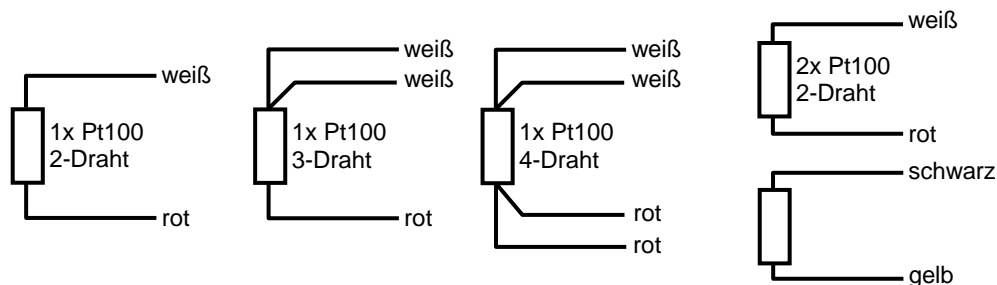 weiß
1x Pt100
2-Draht
rot
weiß
weiß
1x Pt100
3-Draht
rot
weiß
weiß
1x Pt100
4-Draht
rot
rot
weiß
2x Pt100
2-Draht
rot
schwarz
gelb